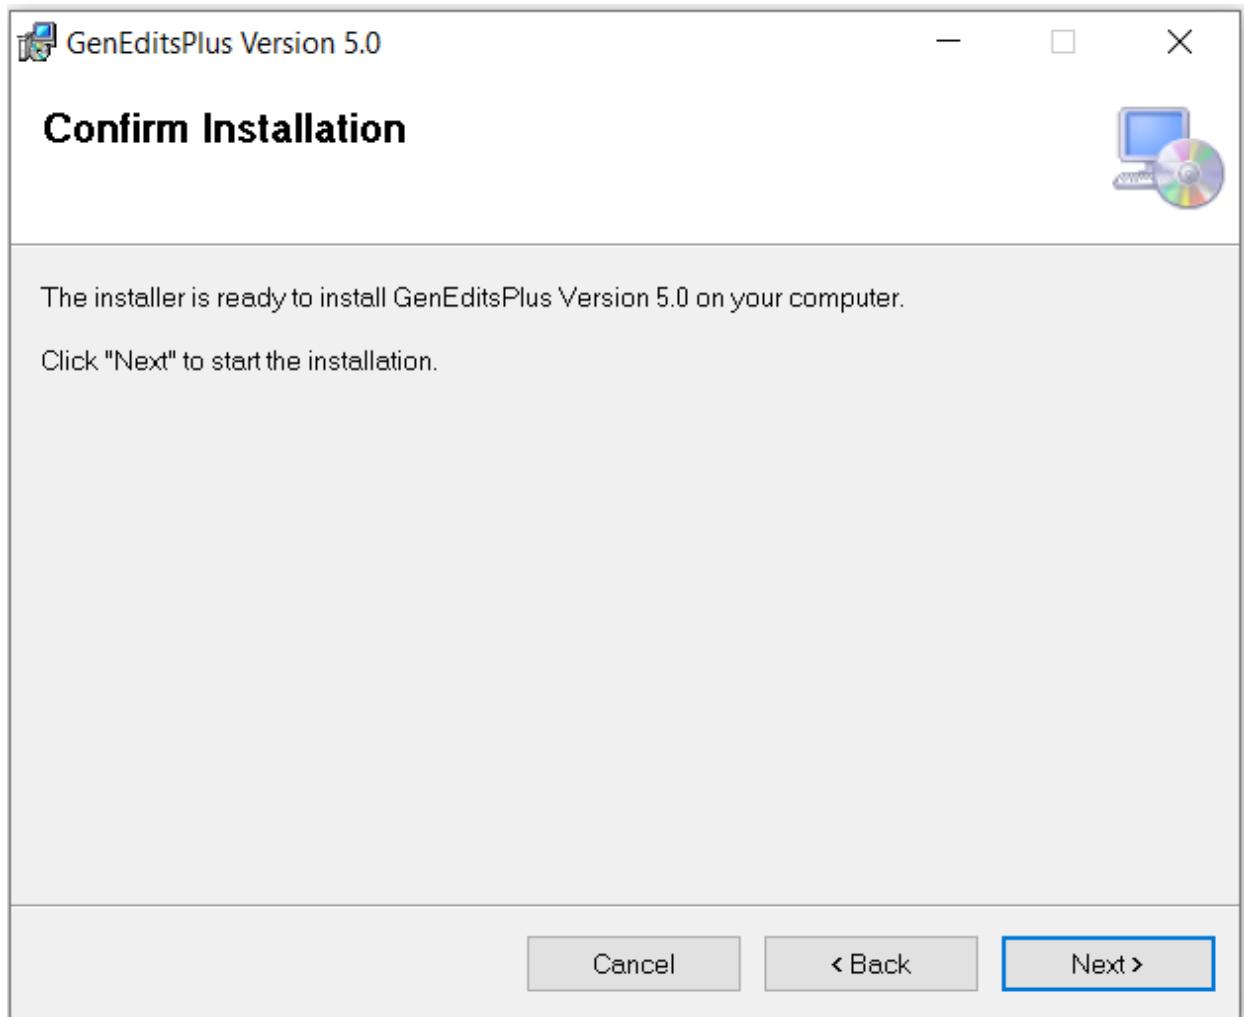 GenEditsPlus Version 5.0
Confirm Installation
The installer is ready to install GenEditsPlus Version 5.0 on your computer.
Click "Next" to start the installation.
Cancel
< Back
Next >